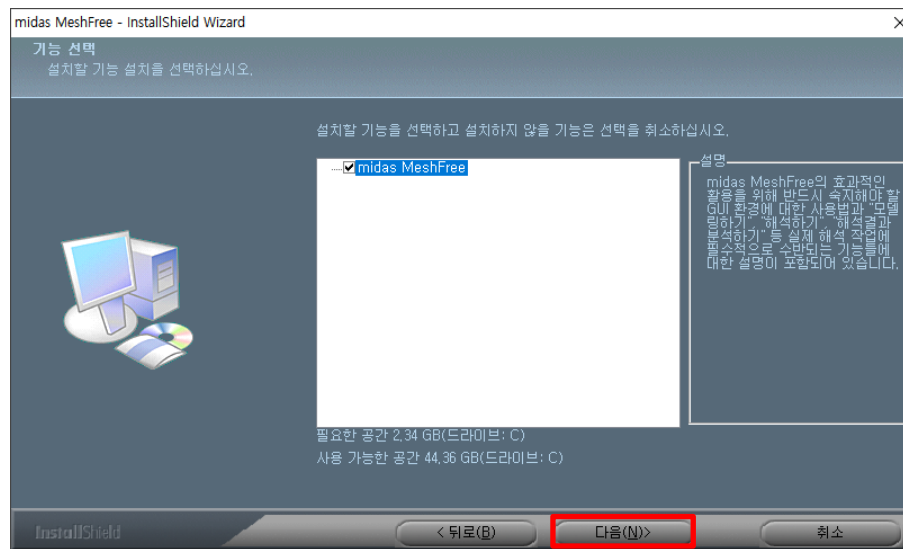 midas MeshFree - InstallShield Wizard
기능 선택
설치할 기능 설치를 선택하십시오.
설치할 기능을 선택하고 설치하지 않을 기능은 선택을 취소하십시오.
midas MeshFree
설명
midas MeshFree의 효과적인
활용을 위해 반드시 숙지해야 할
GUI 환경에 대한 사용법과 "모델
링하기", "해석하기", "해석결과
분석하기" 등 실제 해석 작업에
필수적으로 수반되는 기능들에
대한 설명이 포함되어 있습니다.
필요한 공간 2.34 GB(드라이브: C)
사용 가능한 공간 44.36 GB(드라이브: C)
InstallShield
< 뒤로(B)
다음(N)>
취소